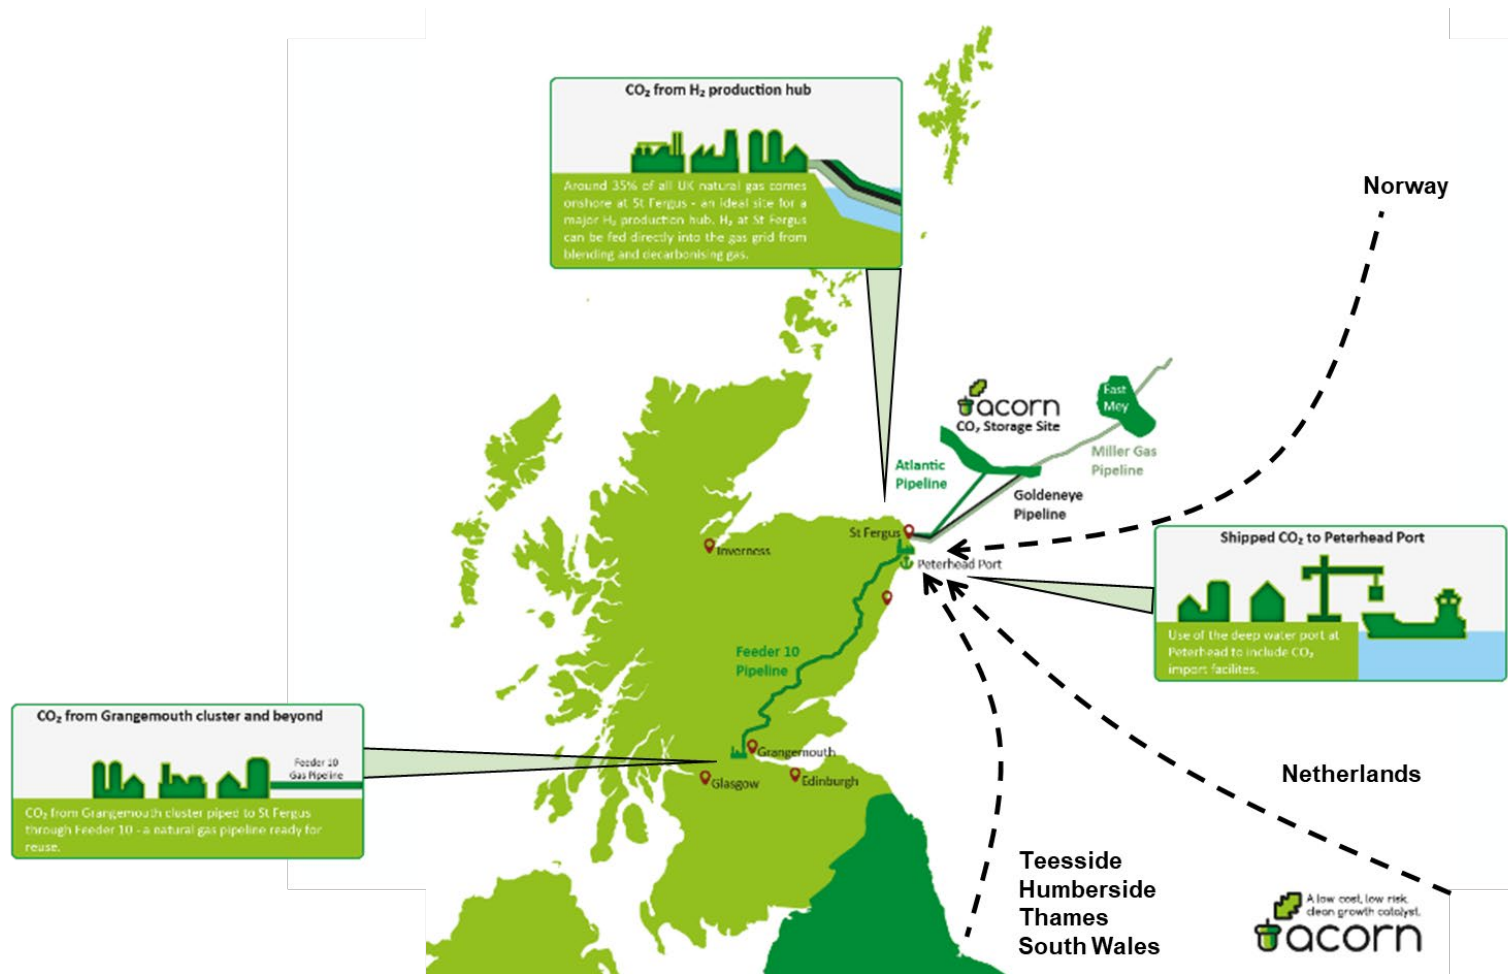 CO₂ from H₂ production hub
Around 35% of all UK natural gas comes
onshore at St Fergus - an ideal site for a
major H₂ production hub. H₂ at St Fergus
can be fed directly into the gas grid from
blending and decarbonising gas.
Norway
East
Mey
acorn
CO₂ Storage Site
Miller Gas
Pipeline
Atlantic
Pipeline
Goldeneye
Pipeline
St Fergus
Inverness
Peterhead Port
Shipped CO₂ to Peterhead Port
Use of the deep water port at
Peterhead to include CO₂
import facilites.
Feeder 10
Pipeline
CO₂ from Grangemouth cluster and beyond
Feeder 10
Gas Pipeline
CO₂ from Grangemouth cluster piped to St Fergus
through Feeder 10 - a natural gas pipeline ready for
reuse.
Grangemouth
Glasgow
Edinburgh
Netherlands
Teesside
Humberside
Thames
South Wales
A low cost, low risk,
clean growth catalyst.
acorn